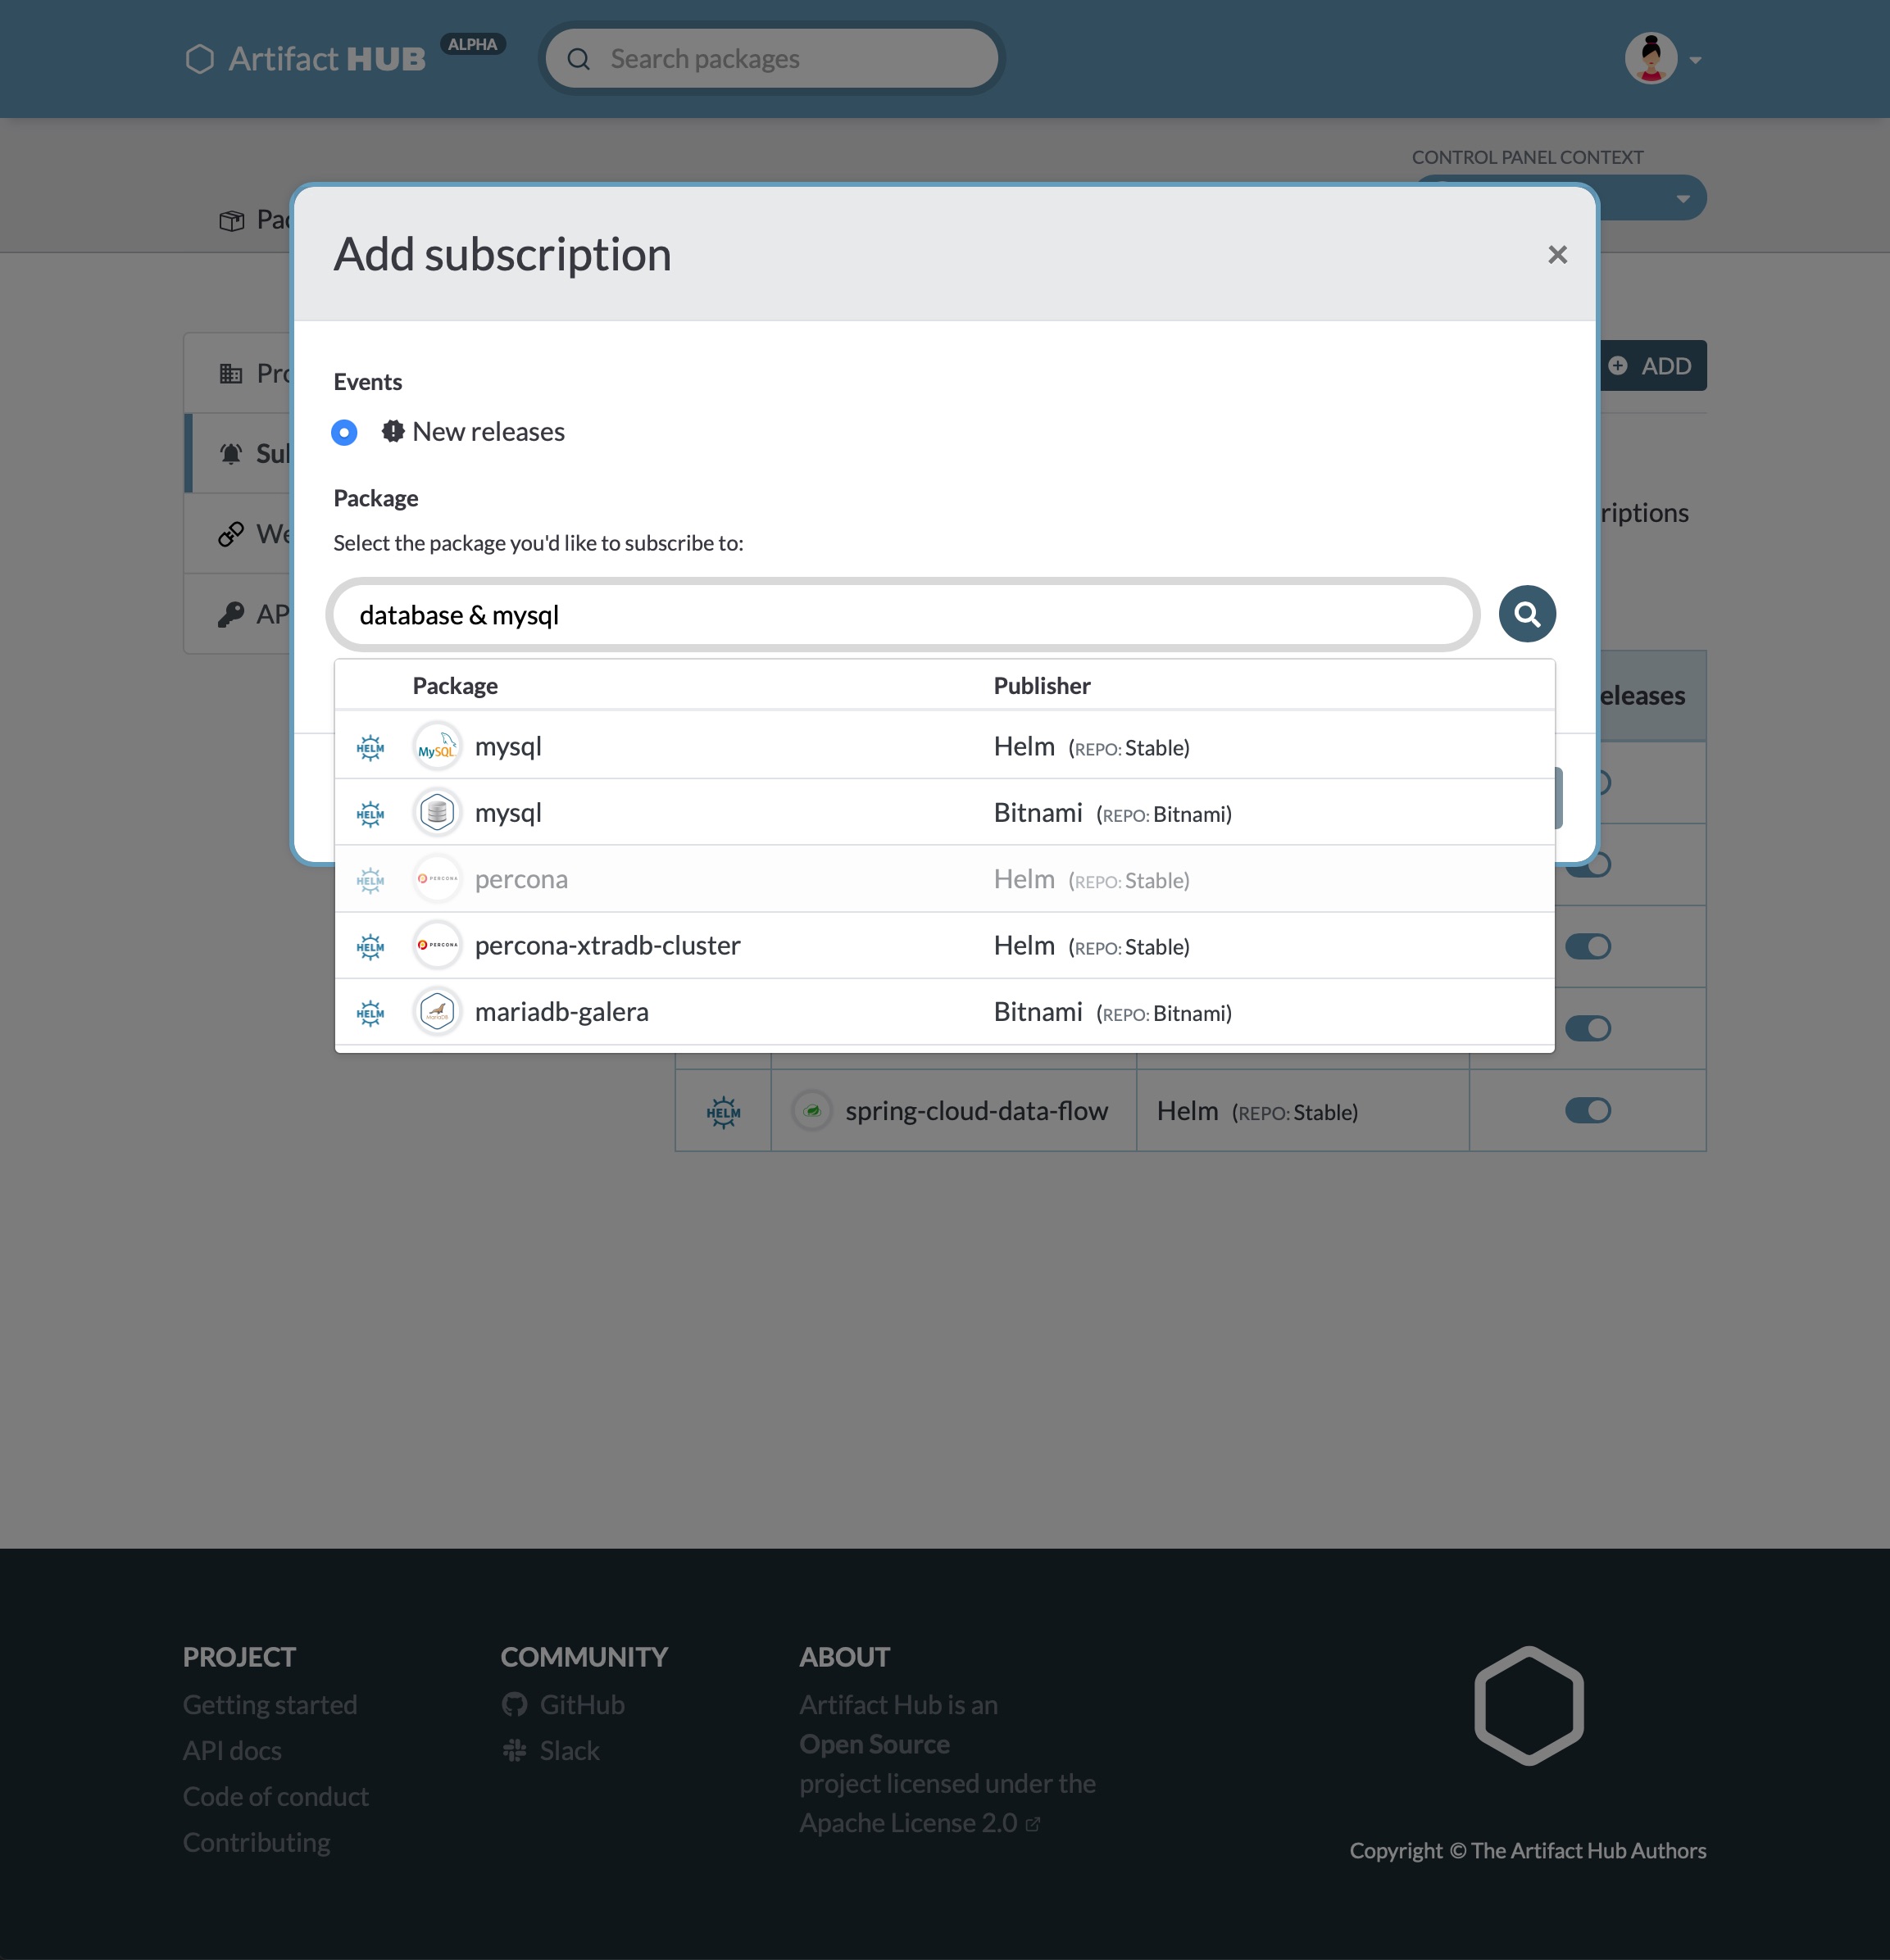 Artifact HUB ALPHA
Search packages
CONTROL PANEL CONTEXT
Add subscription
ADD
Events
New releases
Package
Select the package you'd like to subscribe to:
riptions
database & mysql
Package Publisher
eleases
HELM MySQL mysql Helm (REPO: Stable)
HELM mysql Bitnami (REPO: Bitnami)
HELM PERCONA percona Helm (REPO: Stable)
HELM PERCONA percona-xtradb-cluster Helm (REPO: Stable)
HELM MariaDB mariadb-galera Bitnami (REPO: Bitnami)
HELM spring-cloud-data-flow Helm (REPO: Stable)
PROJECT
Getting started
API docs
Code of conduct
Contributing
COMMUNITY
GitHub
Slack
ABOUT
Artifact Hub is an
Open Source
project licensed under the
Apache License 2.0
Copyright © The Artifact Hub Authors